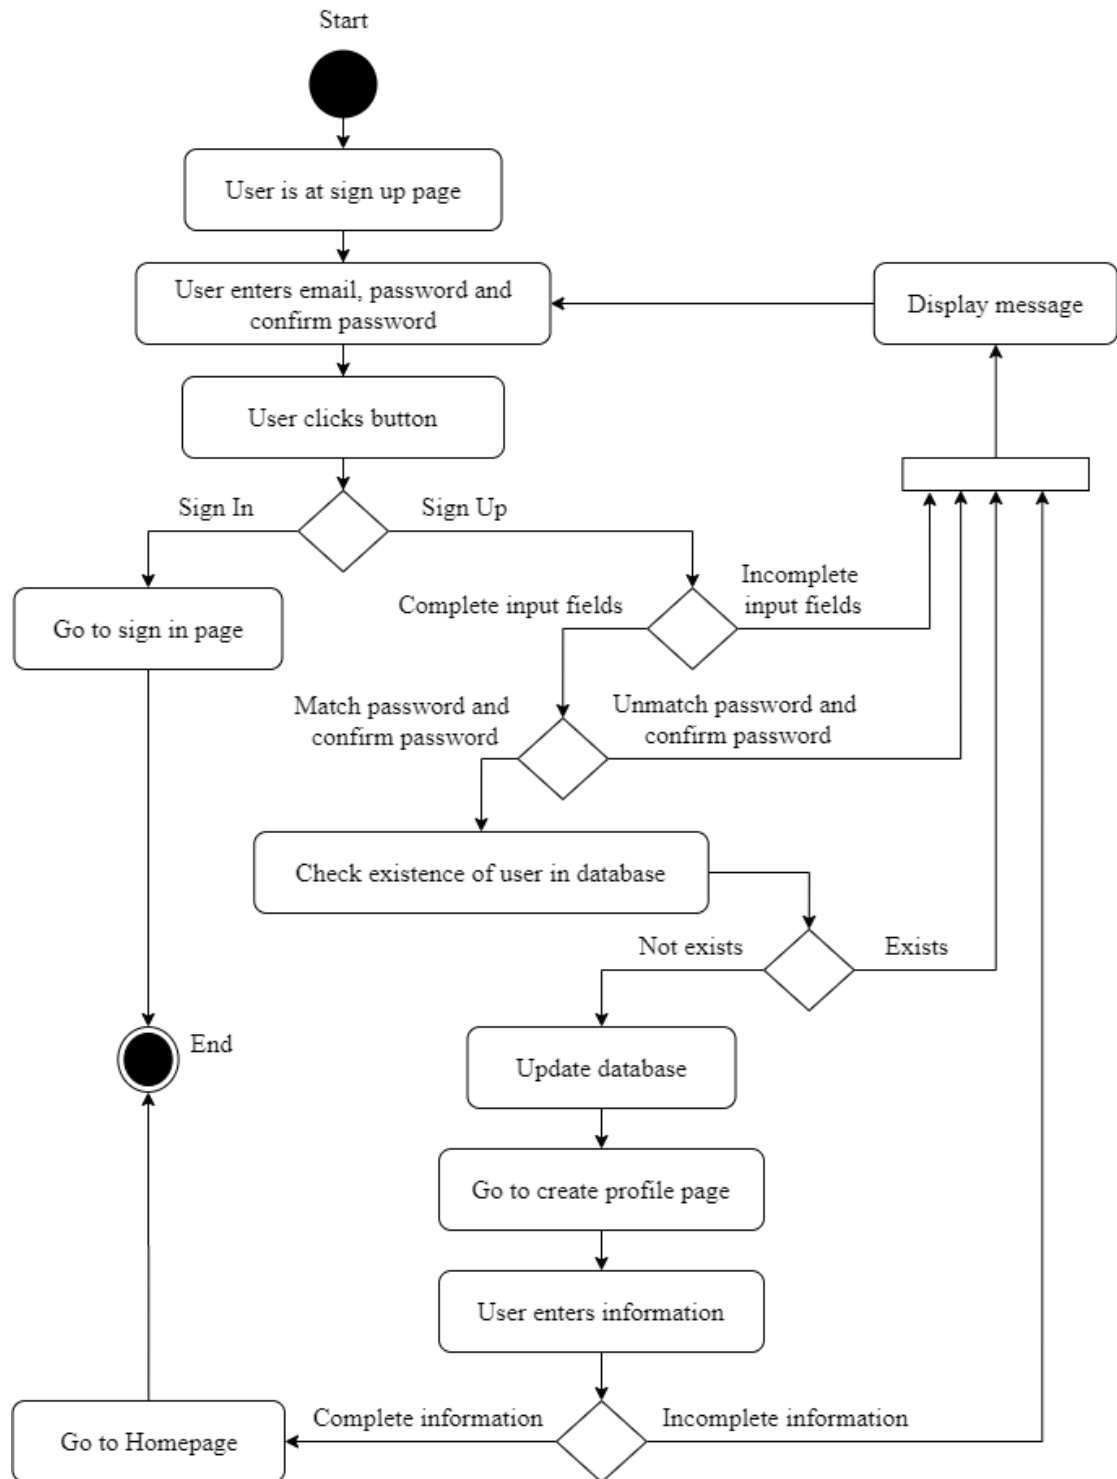 Start
User is at sign up page
User enters email, password and
confirm password
Display message
User clicks button
Sign In
Sign Up
Complete input fields
Incomplete
input fields
Go to sign in page
Match password and
confirm password
Unmatch password and
confirm password
Check existence of user in database
Not exists
Exists
End
Update database
Go to create profile page
User enters information
Complete information
Incomplete information
Go to Homepage